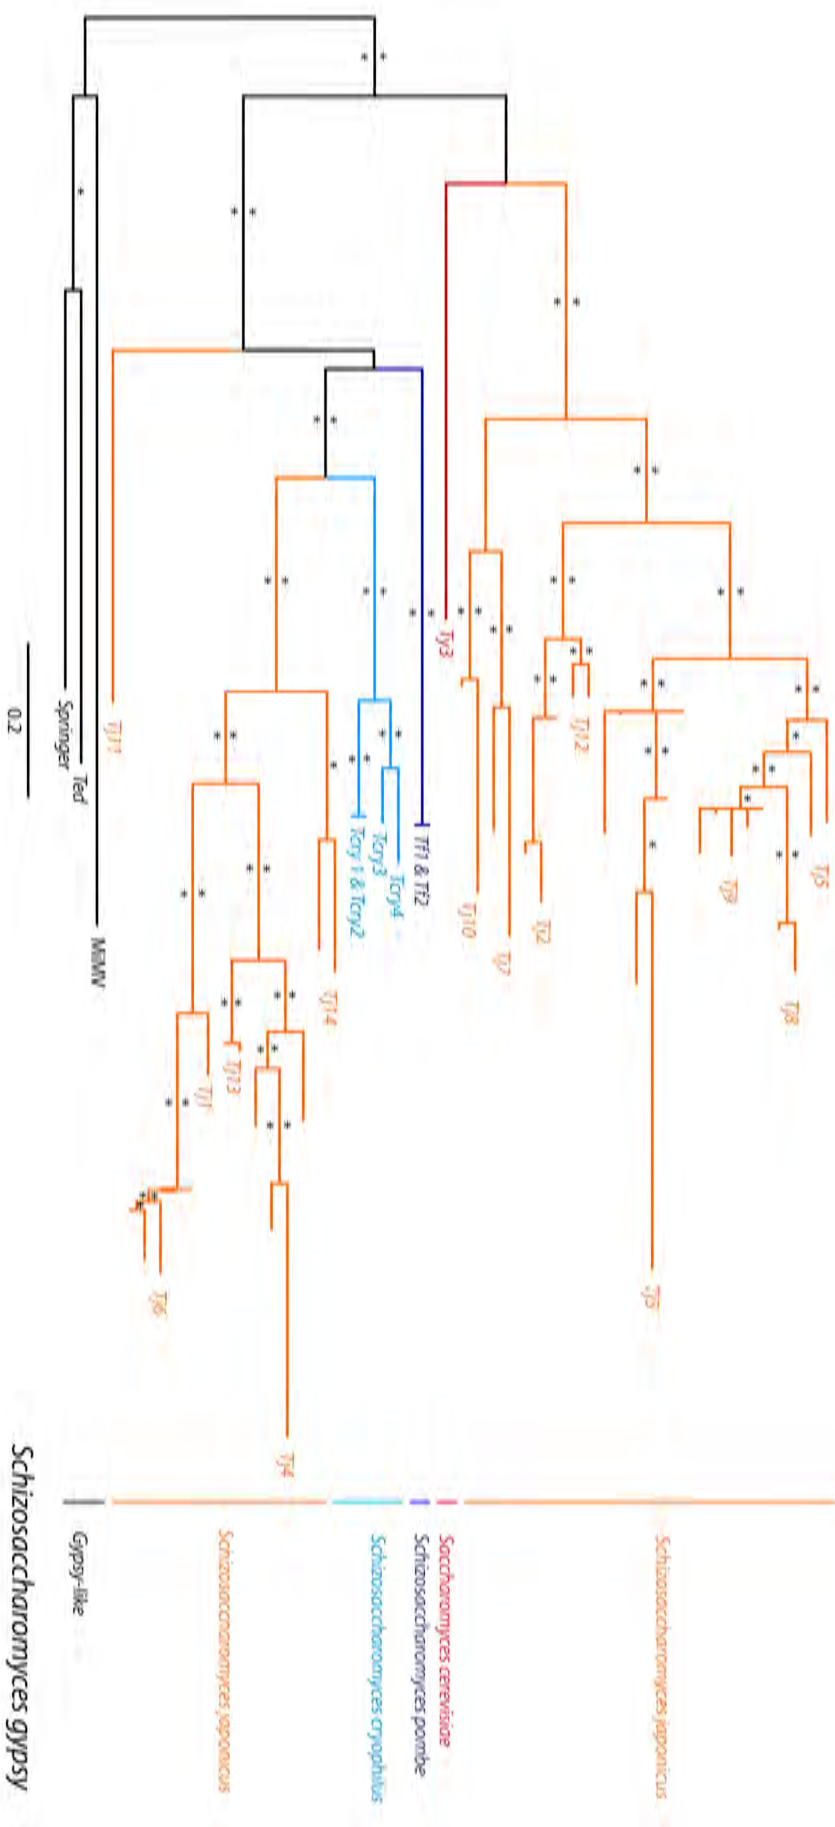 Tj5
Tj8
Tj9
Tj3
Tj12
Tj2
Tj7
Tj10
Ty3
Tf1 & Tf2
Tcry4
Tcry3
Tcry1 & Tcry2
Tj14
Tj4
Tj13
Tj1
Tj6
Tj11
MdMV
Ted
Springer
0.2
Schizosaccharomyces japonicus
Saccharomyces cerevisiae
Schizosaccharomyces pombe
Schizosaccharomyces cryophilus
Schizosaccharomyces japonicus
Gypsy-like
Schizosaccharomyces gypsy